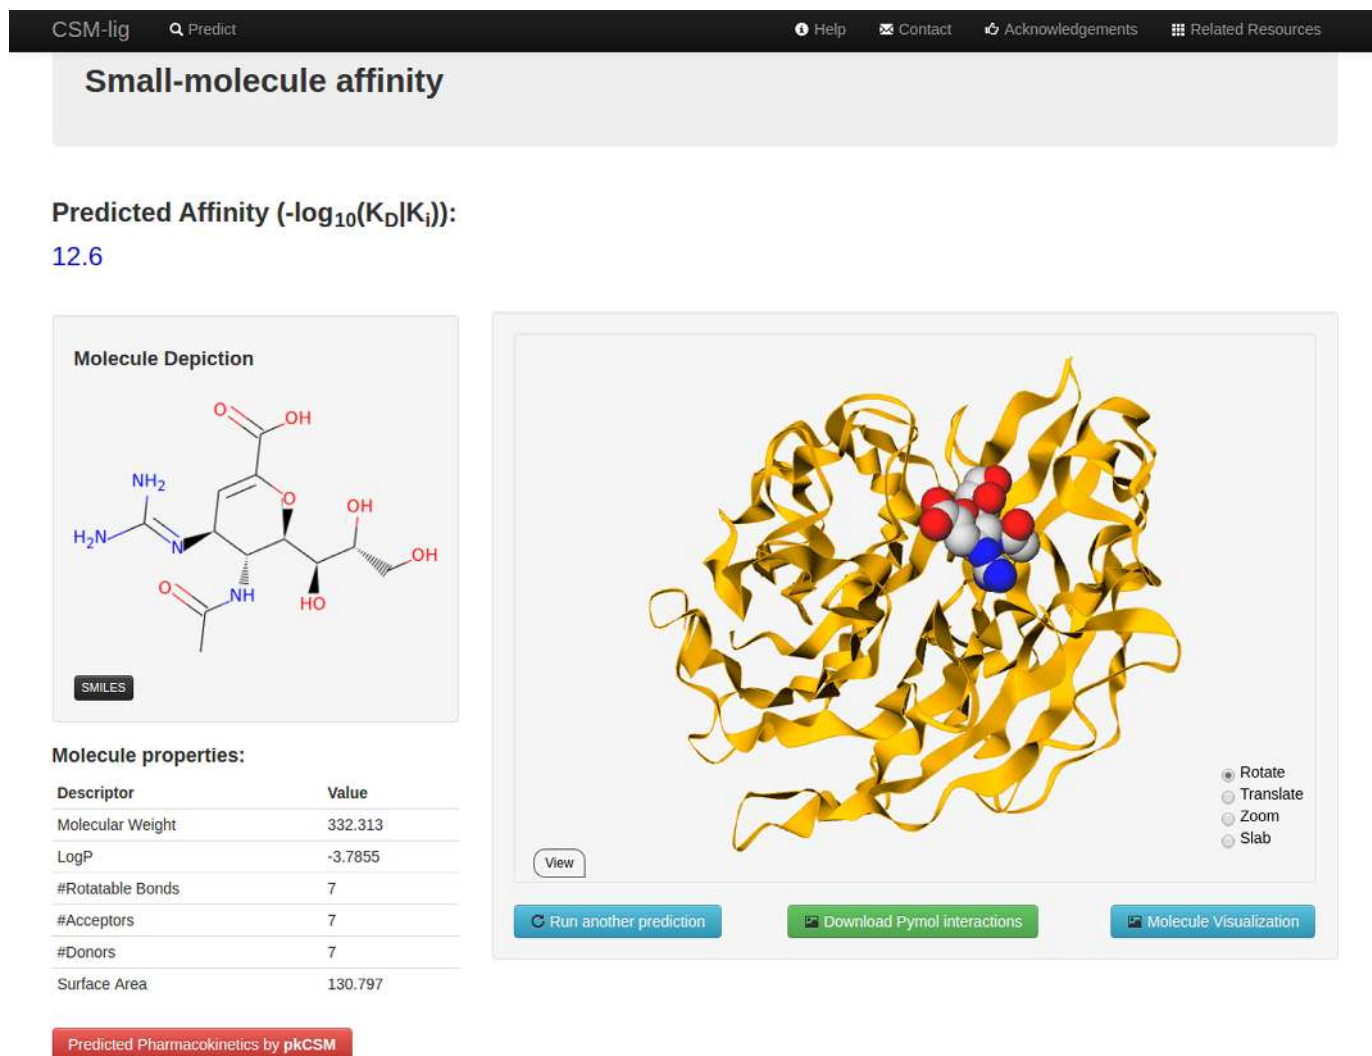 CSM-lig Predict Help Contact Acknowledgements Related Resources
Small-molecule affinity
Predicted Affinity (-log10(KD|Ki)):
12.6
Molecule Depiction
O
OH
NH2
O
OH
H2N
N
OH
O
NH
HO
SMILES
Rotate
Translate
Zoom
Slab
View
Run another prediction Download Pymol interactions Molecule Visualization
Molecule properties:
Descriptor Value
Molecular Weight 332.313
LogP -3.7855
#Rotatable Bonds 7
#Acceptors 7
#Donors 7
Surface Area 130.797
Predicted Pharmacokinetics by pkCSM